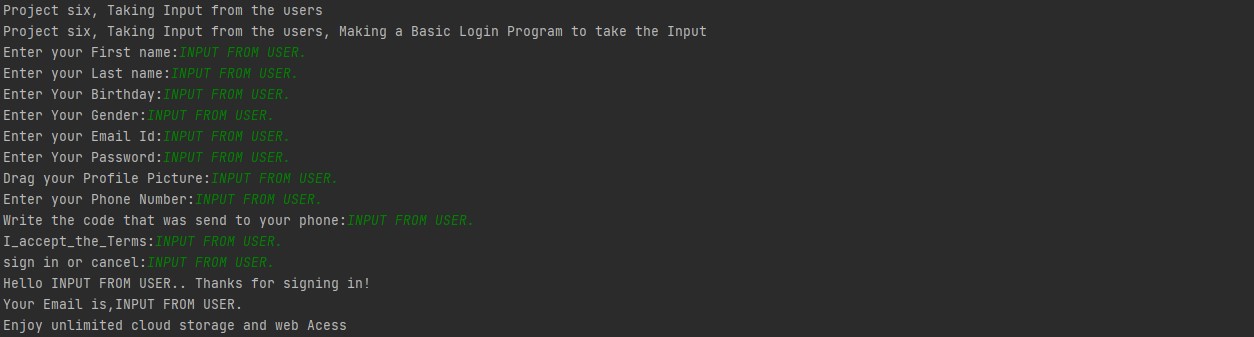 Project six, Taking Input from the users
Project six, Taking Input from the users, Making a Basic Login Program to take the Input
Enter your First name:INPUT FROM USER.
Enter your Last name:INPUT FROM USER.
Enter Your Birthday:INPUT FROM USER.
Enter Your Gender:INPUT FROM USER.
Enter your Email Id:INPUT FROM USER.
Enter Your Password:INPUT FROM USER.
Drag your Profile Picture:INPUT FROM USER.
Enter your Phone Number:INPUT FROM USER.
Write the code that was send to your phone:INPUT FROM USER.
I_accept_the_Terms:INPUT FROM USER.
sign in or cancel:INPUT FROM USER.
Hello INPUT FROM USER.. Thanks for signing in!
Your Email is,INPUT FROM USER.
Enjoy unlimited cloud storage and web Acess